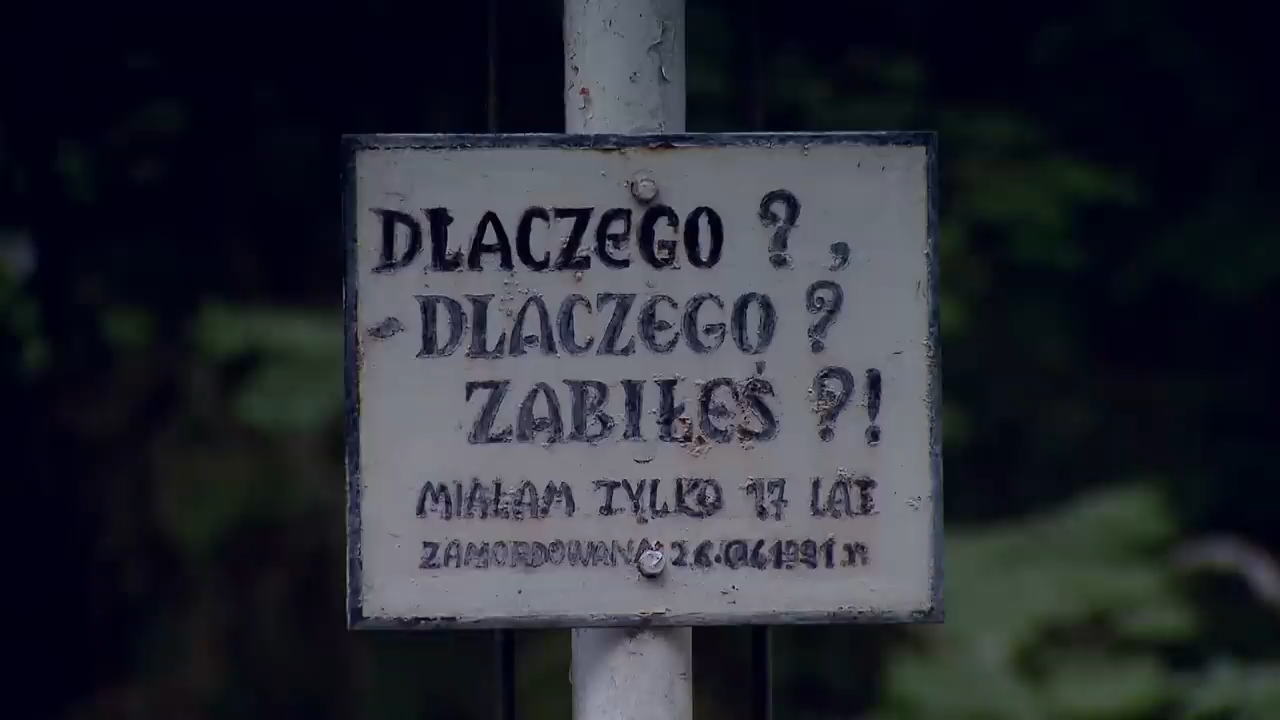 DLACZEGO ?,
- DLACZEGO ?
ZABIŁEŚ ?!
MIAŁAM TYLKO 17 LAT
ZAMORDOWANA 26.06.1991 r.